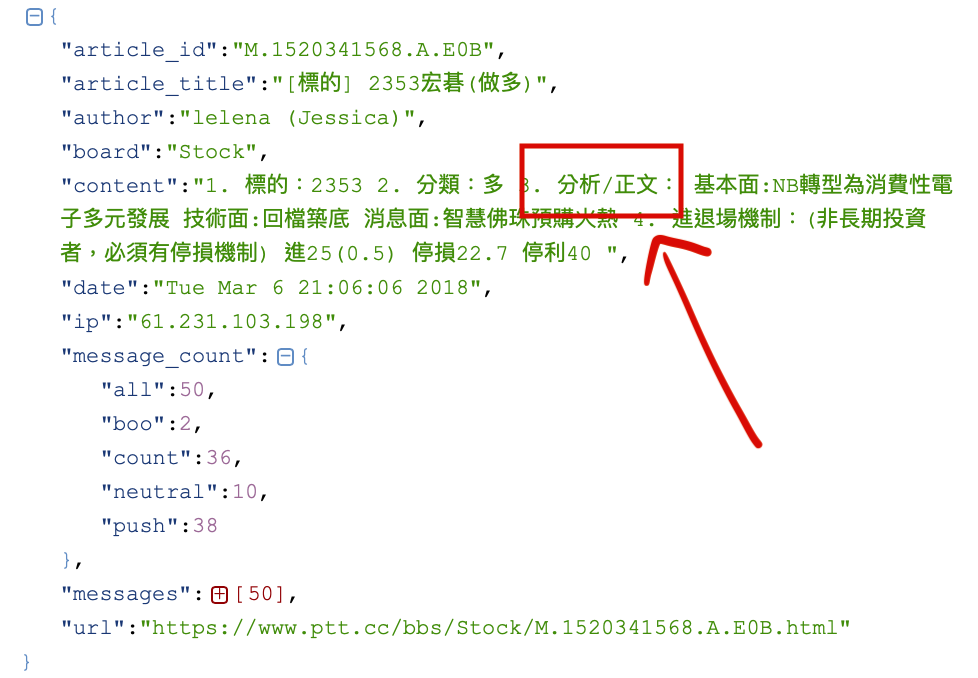 {
"article_id":"M.1520341568.A.E0B",
"article_title":"[標的] 2353宏碁(做多)",
"author":"lelena (Jessica)",
"board":"Stock",
"content":"1. 標的：2353 2. 分類：多 3. 分析/正文： 基本面:NB轉型為消費性電
子多元發展 技術面:回檔築底 消息面:智慧佛珠預購火熱 4. 進退場機制：(非長期投資
者，必須有停損機制) 進25(0.5) 停損22.7 停利40 ",
"date":"Tue Mar 6 21:06:06 2018",
"ip":"61.231.103.198",
"message_count":{
"all":50,
"boo":2,
"count":36,
"neutral":10,
"push":38
},
"messages":[50],
"url":"https://www.ptt.cc/bbs/Stock/M.1520341568.A.E0B.html"
}